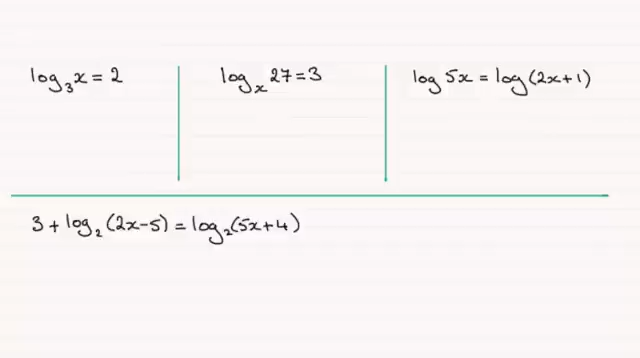 log₃x = 2
logₓ27 = 3
log 5x = log(2x+1)
3 + log₂(2x-5) = log₂(5x+4)